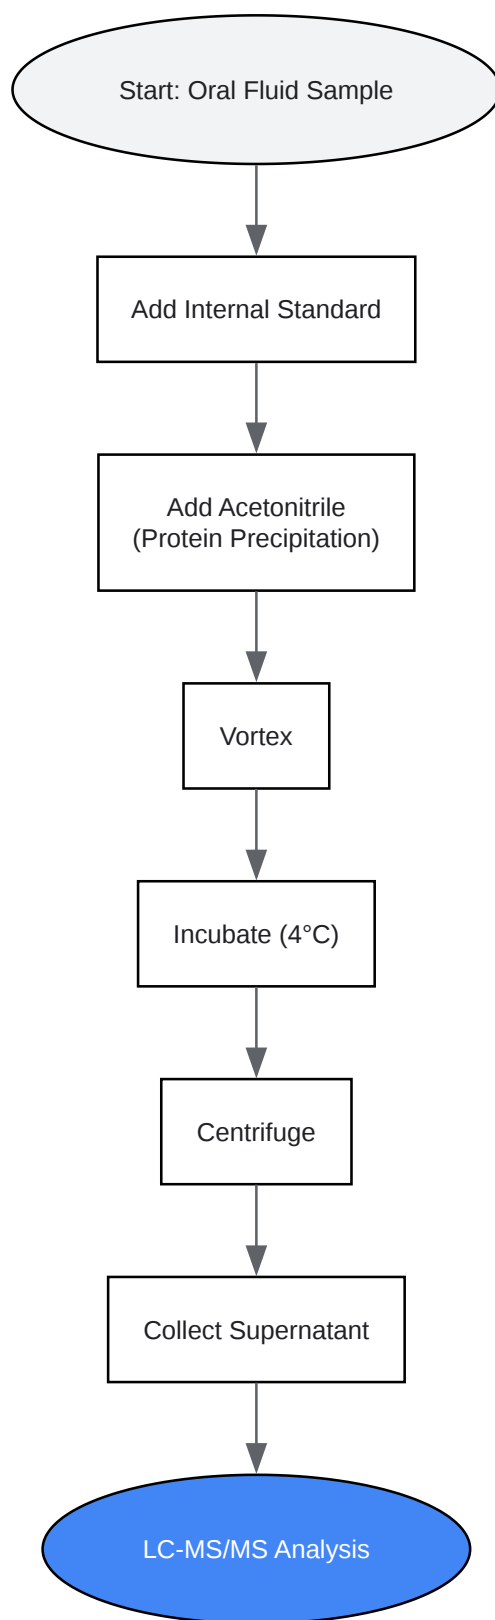 Start: Oral Fluid Sample
Add Internal Standard
Add Acetonitrile
(Protein Precipitation)
Vortex
Incubate (4°C)
Centrifuge
Collect Supernatant
LC-MS/MS Analysis